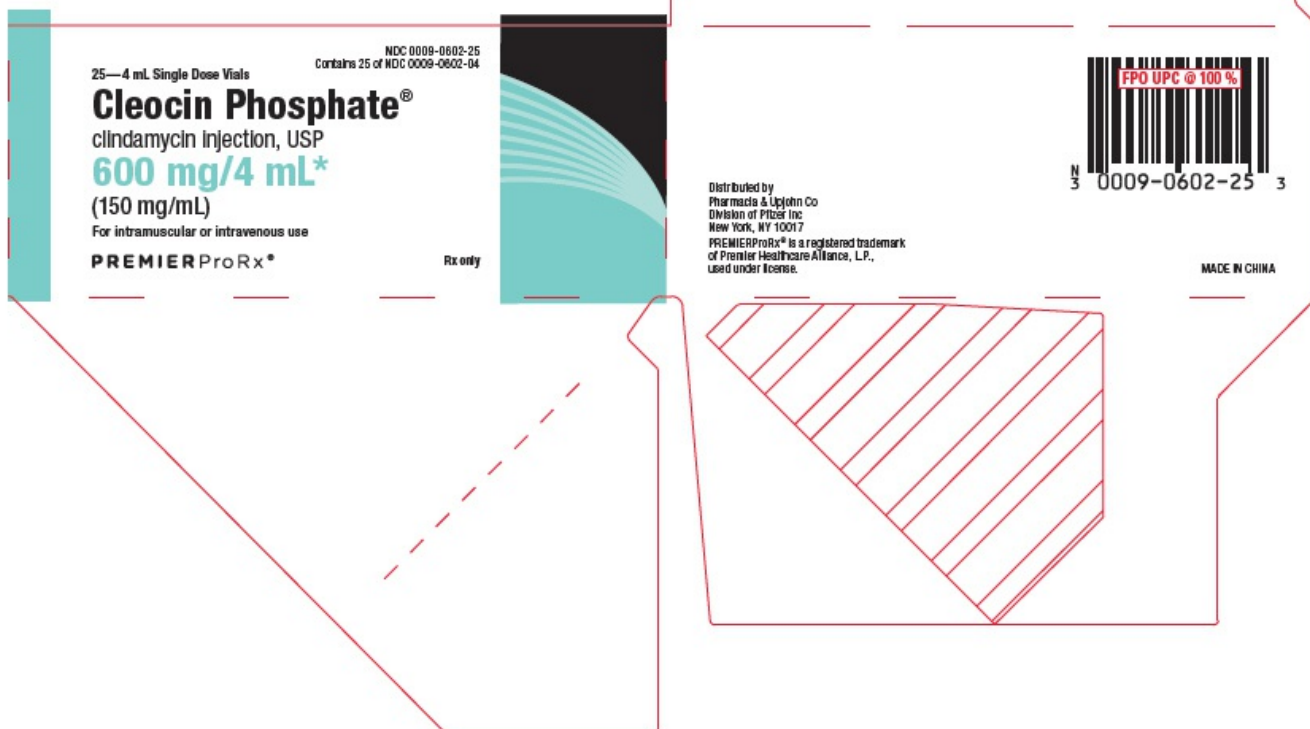 NDC 0009-0602-25
Contains 25 of NDC 0009-0602-04
25—4 mL Single Dose Vials
Cleocin Phosphate®
clindamycin injection, USP
600 mg/4 mL*
(150 mg/mL)
For intramuscular or intravenous use
PREMIERProRx®
Rx only
FPO UPC @ 100 %
N
3 0009-0602-25 3
Distributed by
Pharmacia & Upjohn Co
Division of Pfizer Inc
New York, NY 10017
PREMIERProRx® is a registered trademark
of Premier Healthcare Alliance, L.P.,
used under license.
MADE IN CHINA